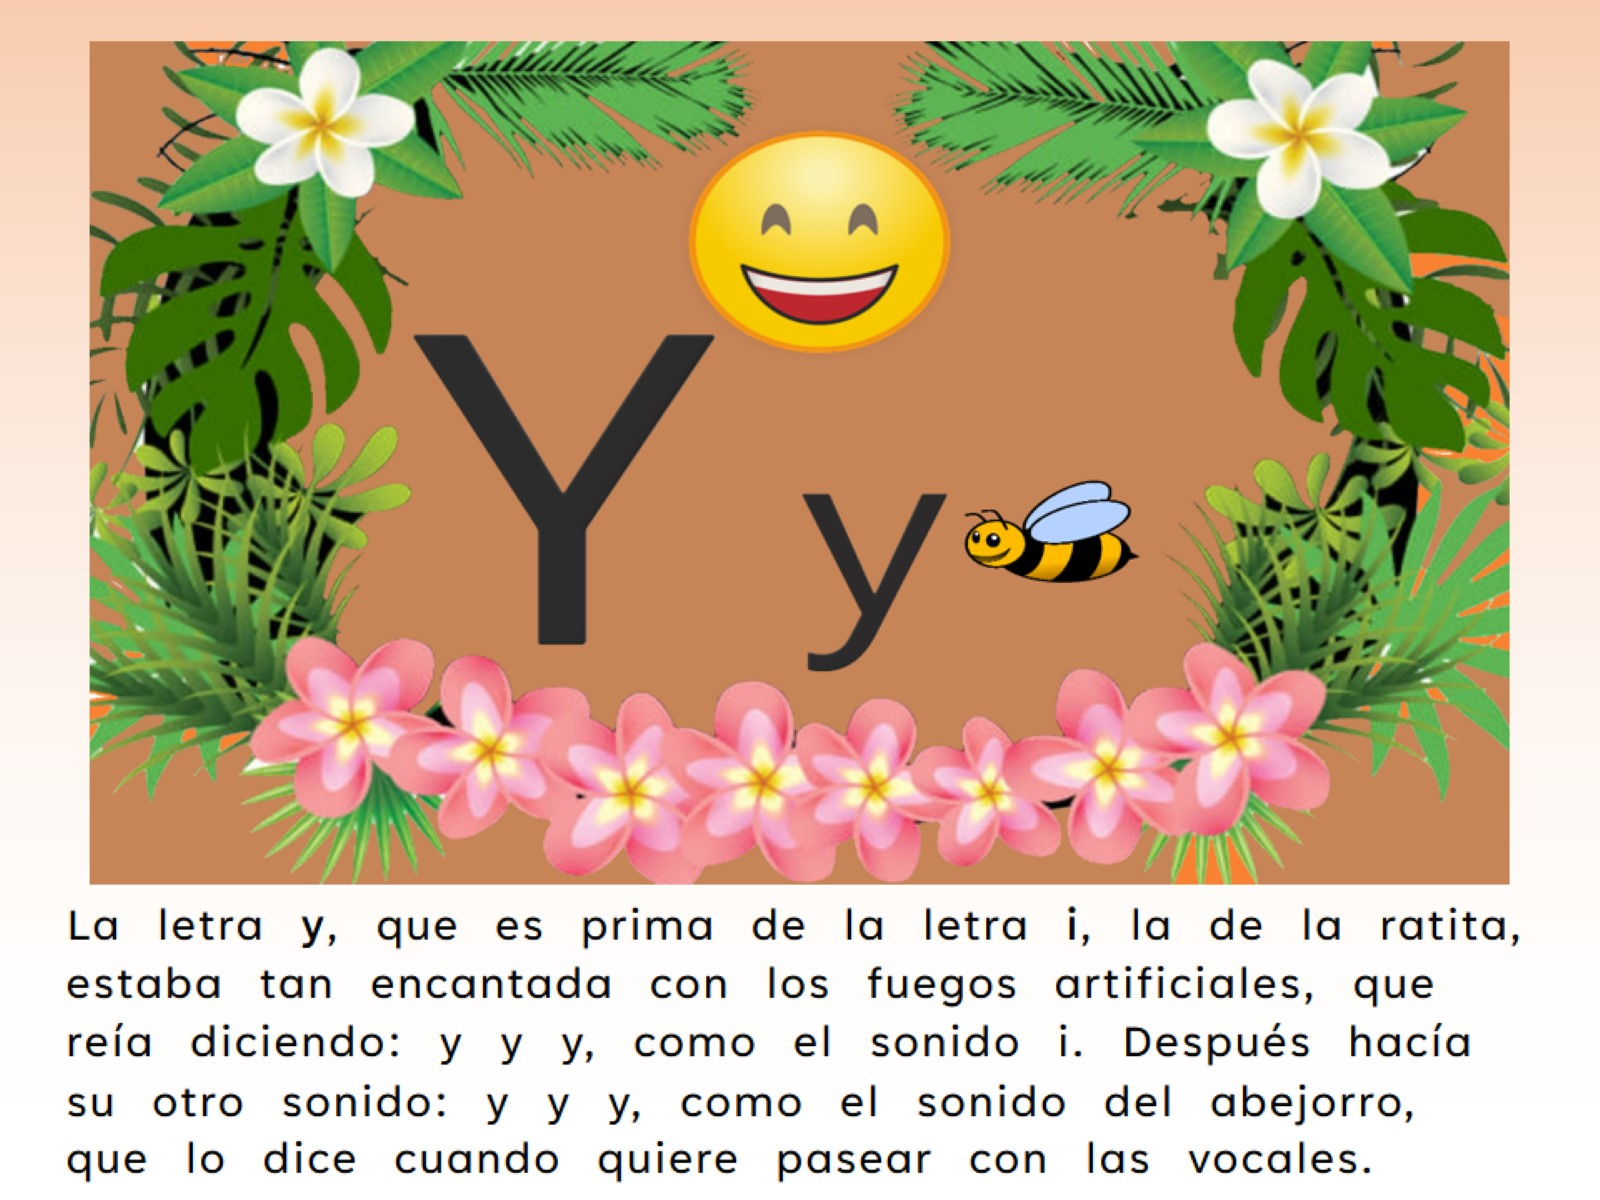 Y y
La letra y, que es prima de la letra i, la de la ratita,
estaba tan encantada con los fuegos artificiales, que
reía diciendo: y y y, como el sonido i. Después hacía
su otro sonido: y y y, como el sonido del abejorro,
que lo dice cuando quiere pasear con las vocales.